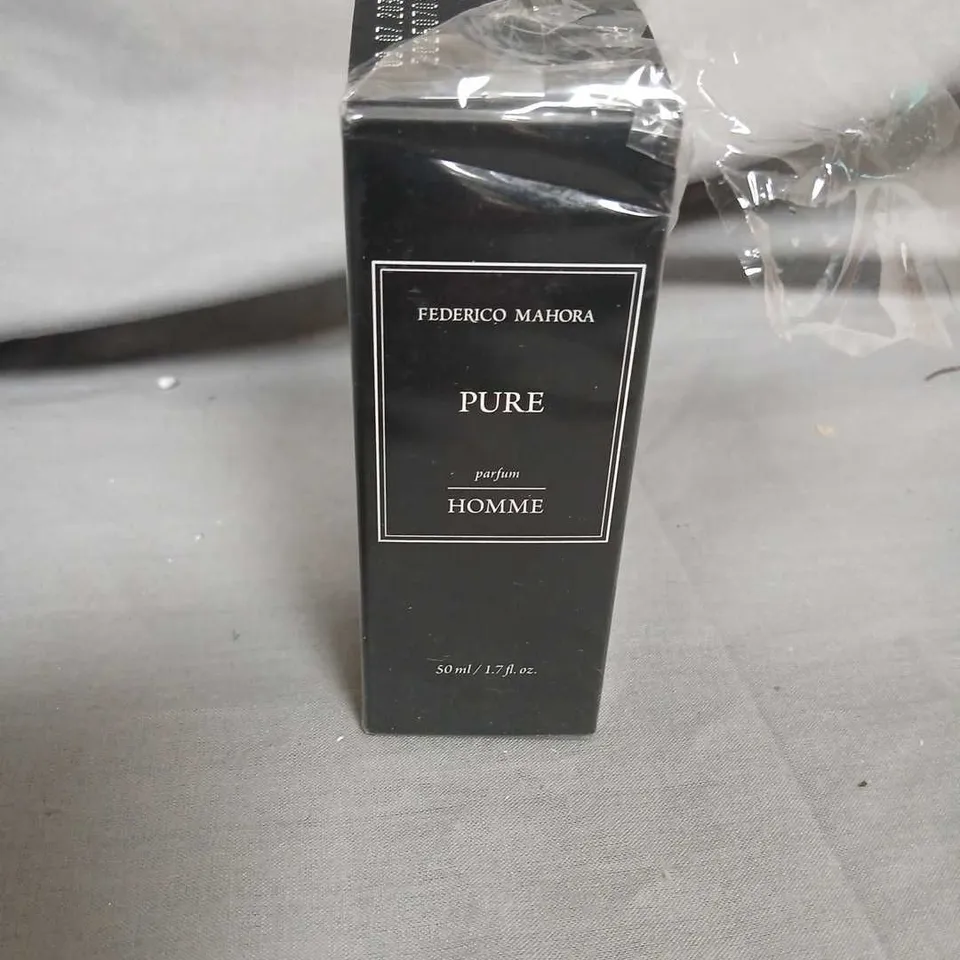 FEDERICO MAHORA
PURE
parfum
HOMME
50 ml / 1.7 fl. oz.